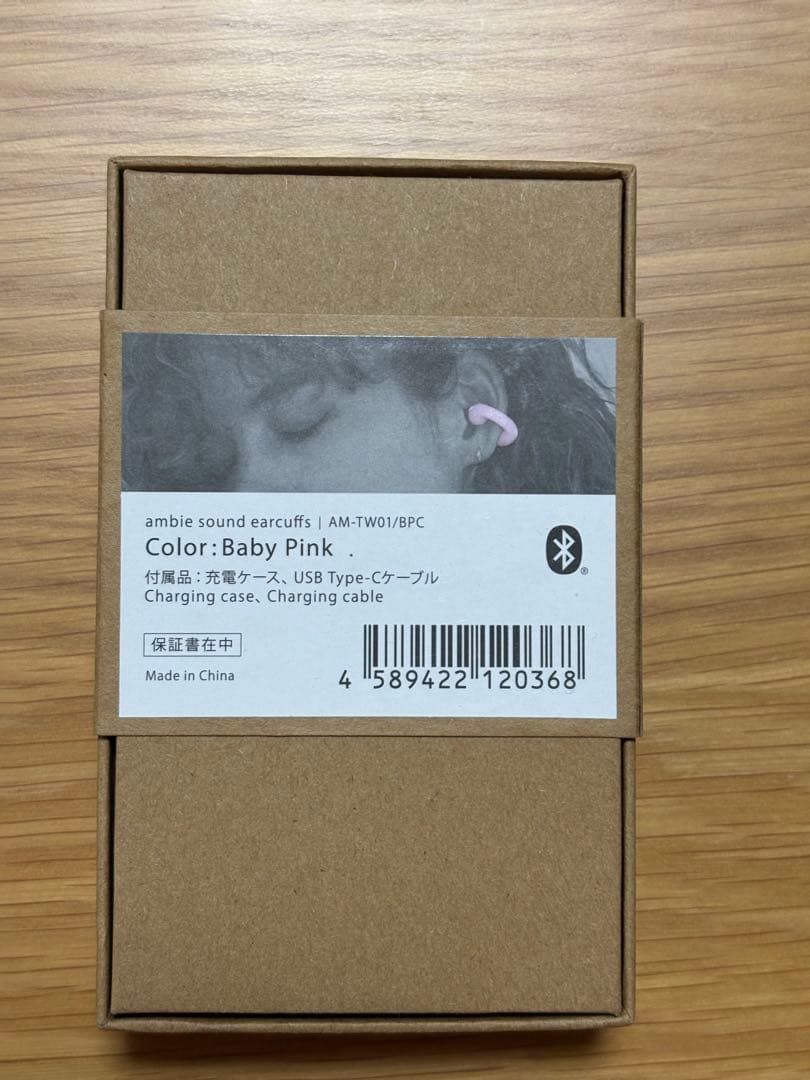 ambie sound earcuffs | AM-TW01/BPC
Color:Baby Pink .
付属品：充電ケース、USB Type-Cケーブル
Charging case、Charging cable
保証書在中
Made in China
4 589422 120368